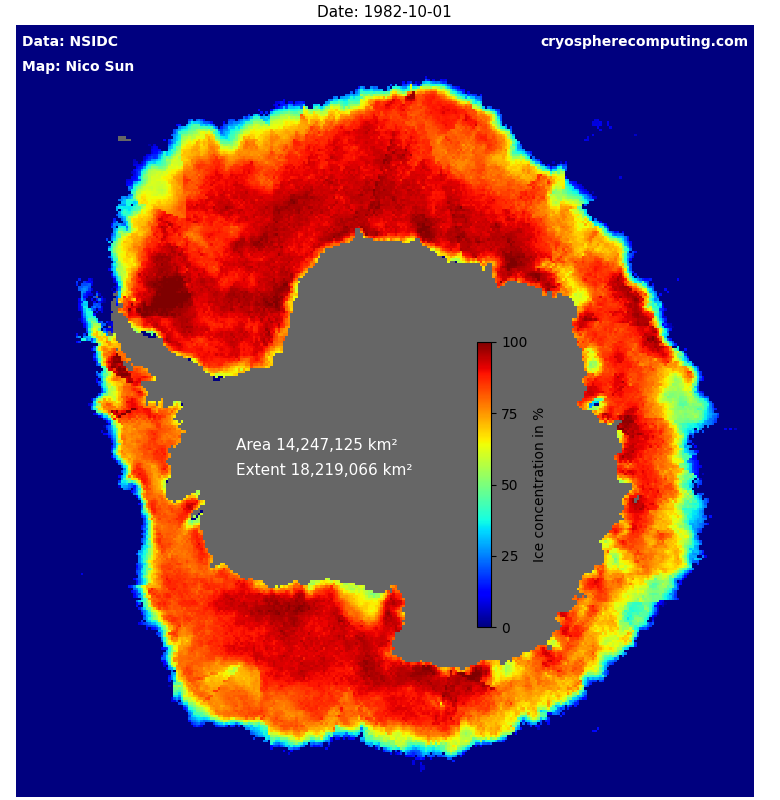 Date: 1982-10-01
Data: NSIDC
cryospherecomputing.com
Map: Nico Sun
100
75
50
25
0
Ice concentration in %
Area 14,247,125 km²
Extent 18,219,066 km²